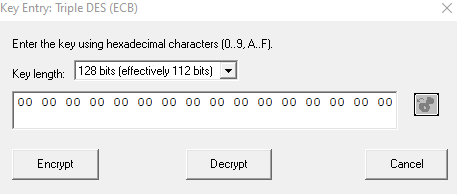 Key Entry: Triple DES (ECB)
Enter the key using hexadecimal characters (0..9, A..F).
Key length: 128 bits (effectively 112 bits)
00 00 00 00 00 00 00 00 00 00 00 00 00 00 00 00
Encrypt Decrypt Cancel